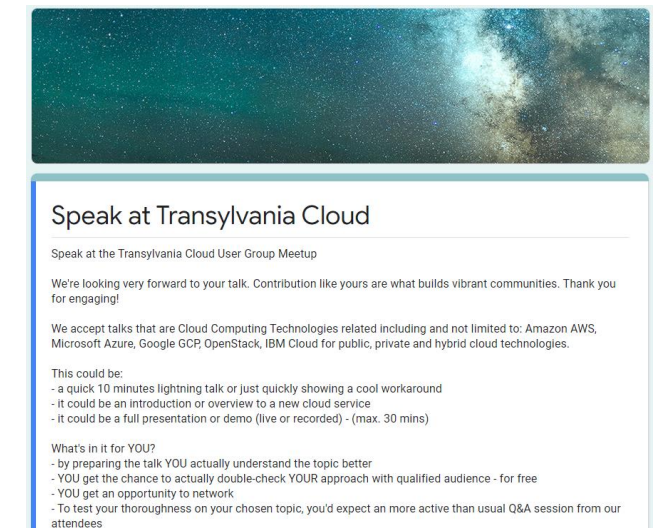 Speak at Transylvania Cloud
Speak at the Transylvania Cloud User Group Meetup
We're looking very forward to your talk. Contribution like yours are what builds vibrant communities. Thank you
for engaging!
We accept talks that are Cloud Computing Technologies related including and not limited to: Amazon AWS,
Microsoft Azure, Google GCP, OpenStack, IBM Cloud for public, private and hybrid cloud technologies.
This could be:
- a quick 10 minutes lightning talk or just quickly showing a cool workaround
- it could be an introduction or overview to a new cloud service
- it could be a full presentation or demo (live or recorded) - (max. 30 mins)
What's in it for YOU?
- by preparing the talk YOU actually understand the topic better
- YOU get the chance to actually double-check YOUR approach with qualified audience - for free
- YOU get an opportunity to network
- To test your thoroughness on your chosen topic, you'd expect an more active than usual Q&A session from our
attendees